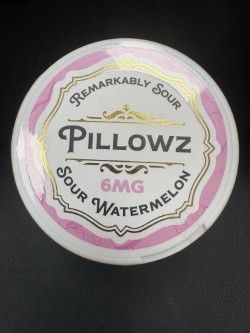 REMARKABLY SOUR
PILLOWZ
6MG
SOUR WATERMELON